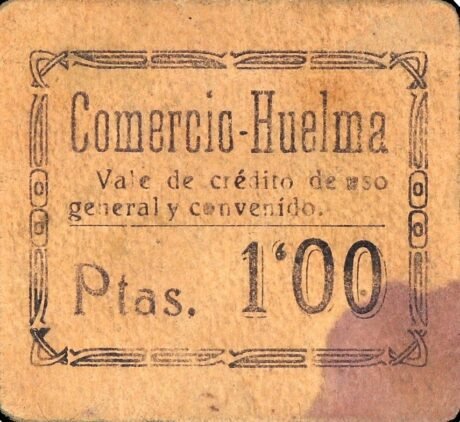 Comercio-Huelma
Vale de crédito de uso
general y convenido.
Ptas. 1'00